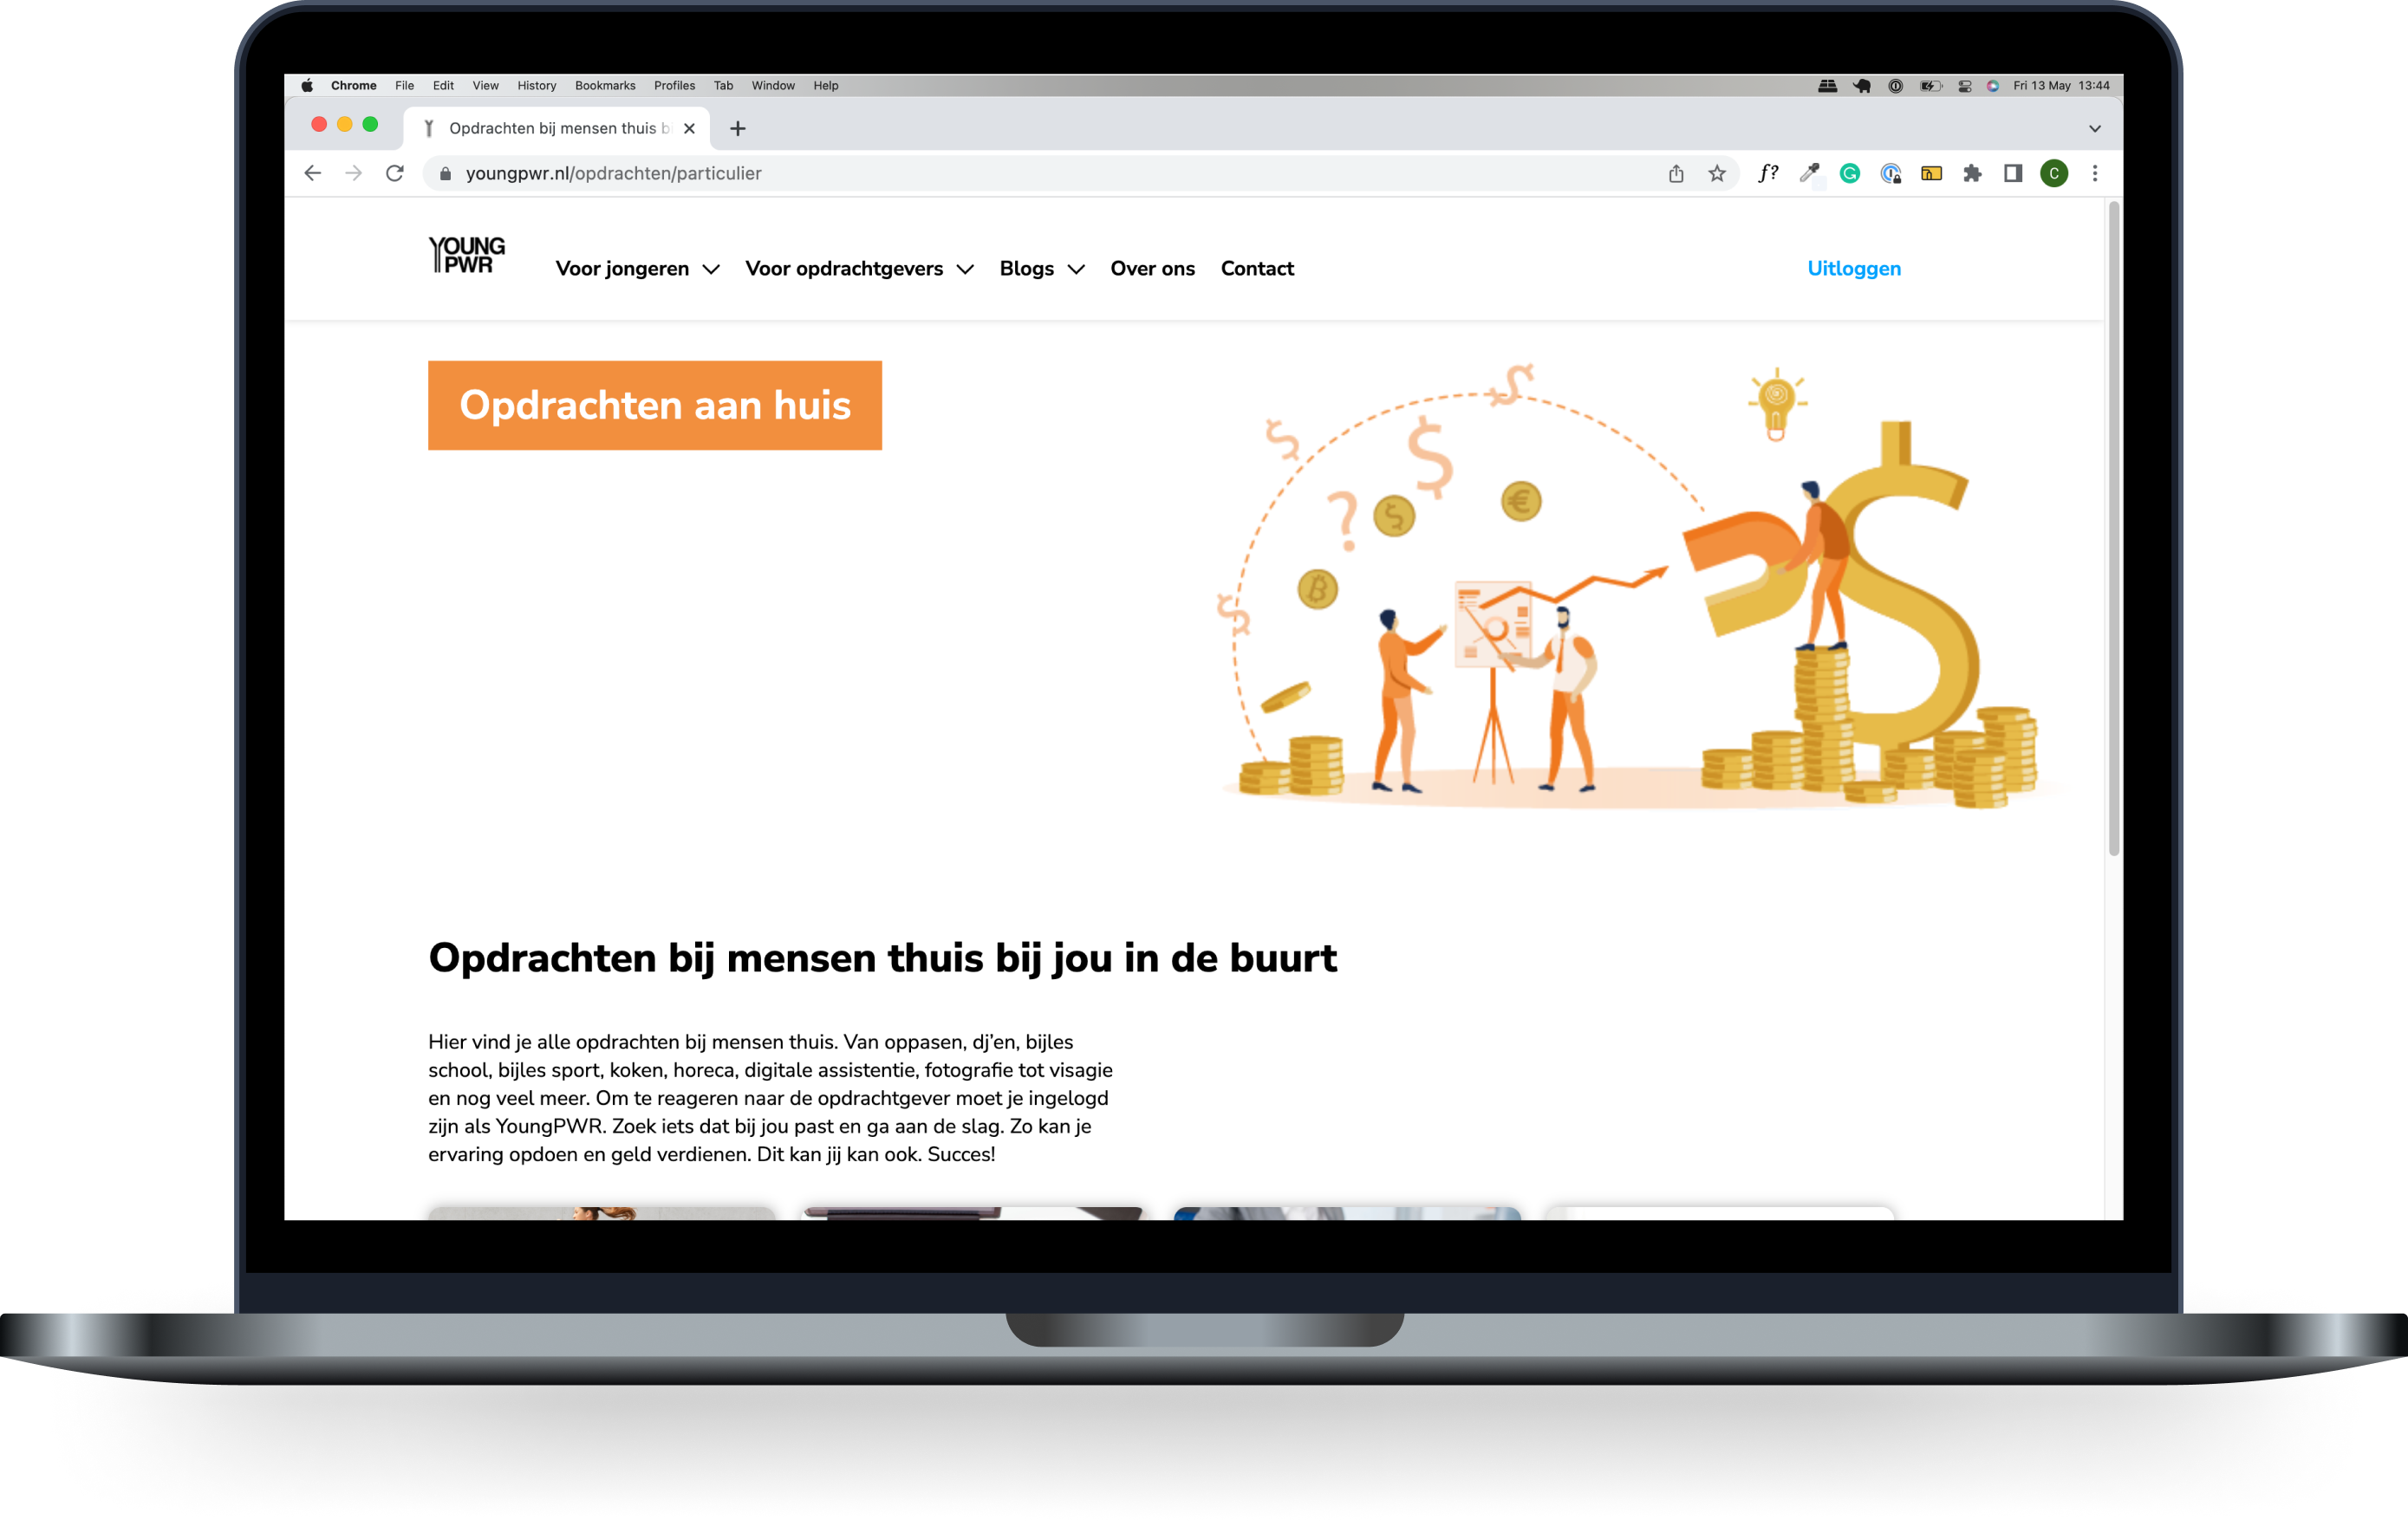 Chrome File Edit View History Bookmarks Profiles Tab Window Help Fri 13 May 13:44
Opdrachten bij mensen thuis b
youngpwr.nl/opdrachten/particulier f? C
YOUNG
PWR
Voor jongeren Voor opdrachtgevers Blogs Over ons Contact Uitloggen
Opdrachten aan huis
Opdrachten bij mensen thuis bij jou in de buurt
Hier vind je alle opdrachten bij mensen thuis. Van oppasen, dj'en, bijles
school, bijles sport, koken, horeca, digitale assistentie, fotografie tot visagie
en nog veel meer. Om te reageren naar de opdrachtgever moet je ingelogd
zijn als YoungPWR. Zoek iets dat bij jou past en ga aan de slag. Zo kan je
ervaring opdoen en geld verdienen. Dit kan jij kan ook. Succes!